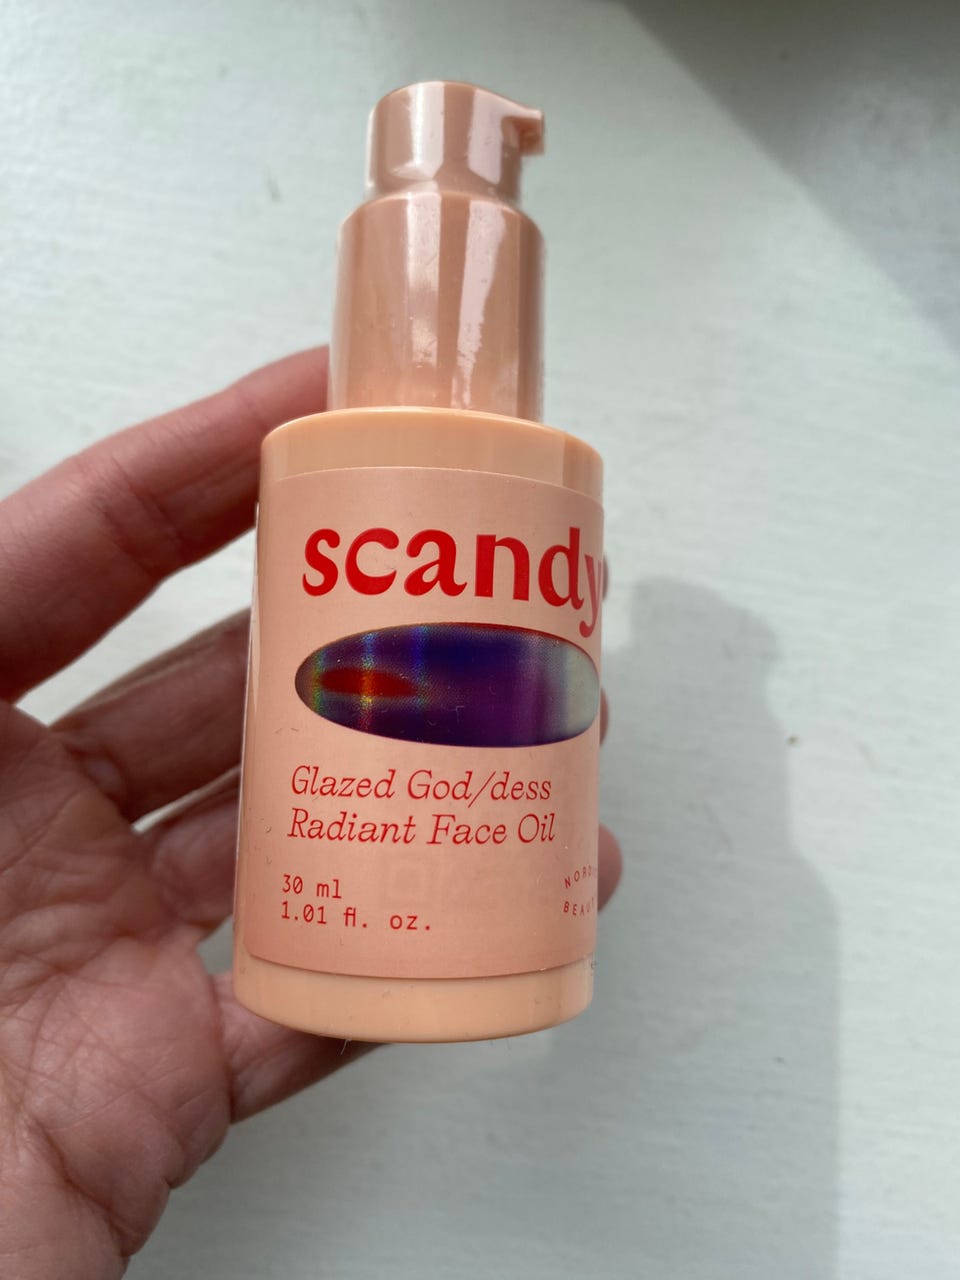 scandy
Glazed God/dess
Radiant Face Oil
30 ml
1.01 fl. oz.